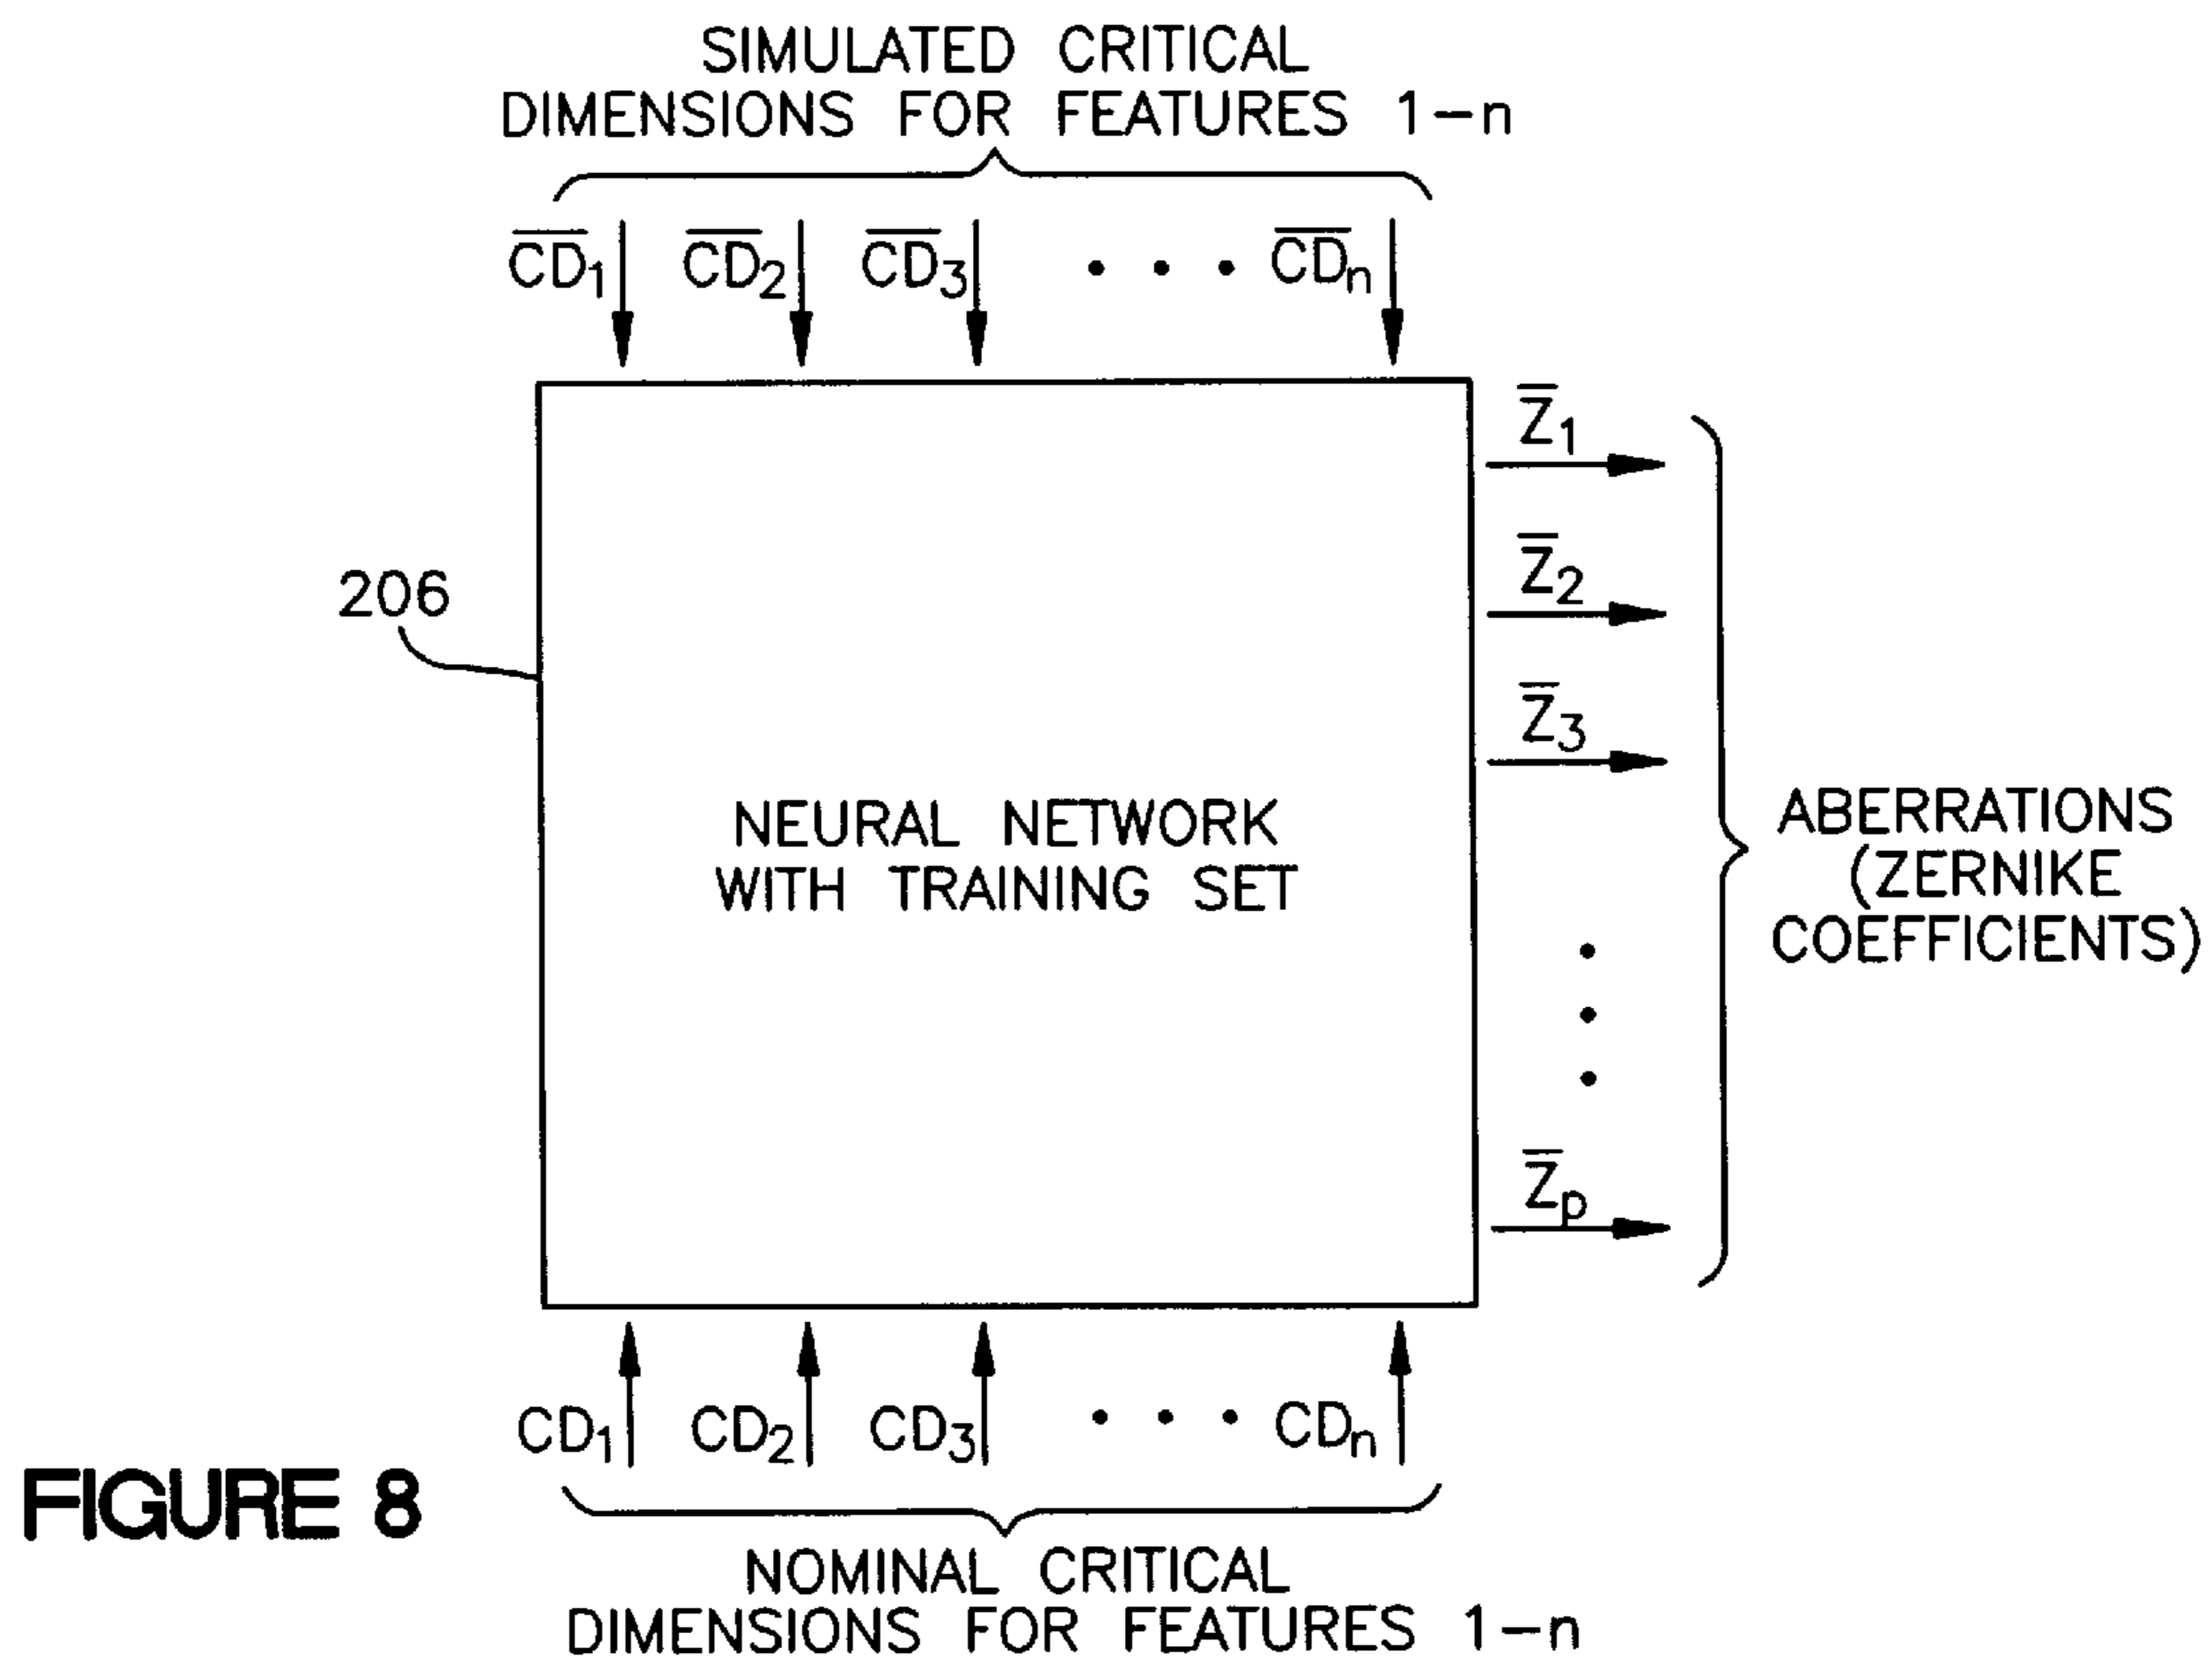 SIMULATED CRITICAL
DIMENSIONS FOR FEATURES 1-n
C̅D̅₁ C̅D̅₂ C̅D̅₃ • • • C̅D̅ₙ
Z̅₁
Z̅₂
206
Z̅₃
NEURAL NETWORK
WITH TRAINING SET
ABERRATIONS
(ZERNIKE
COEFFICIENTS)
•
•
•
Z̅ₚ
CD₁ CD₂ CD₃ • • • CDₙ
FIGURE 8
NOMINAL CRITICAL
DIMENSIONS FOR FEATURES 1-n